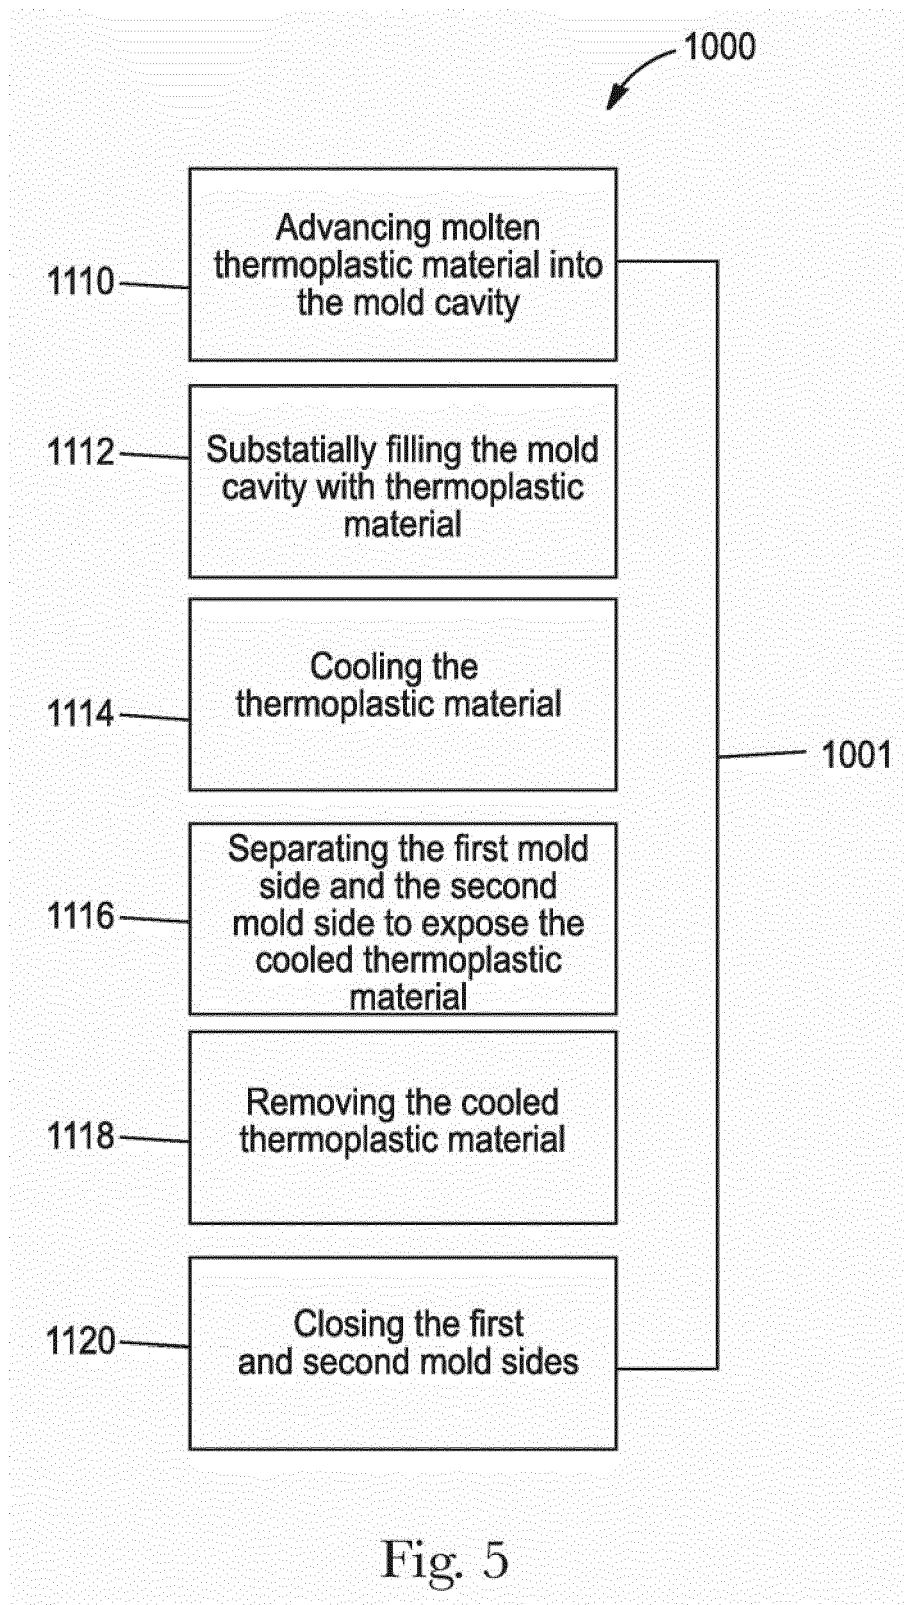 1000
Advancing molten
thermoplastic material into
the mold cavity
1110
1112
Substatially filling the mold
cavity with thermoplastic
material
Cooling the
thermoplastic material
1114
1001
Separating the first mold
side and the second
mold side to expose the
cooled thermoplastic
material
1116
Removing the cooled
thermoplastic material
1118
Closing the first
and second mold sides
1120
Fig. 5